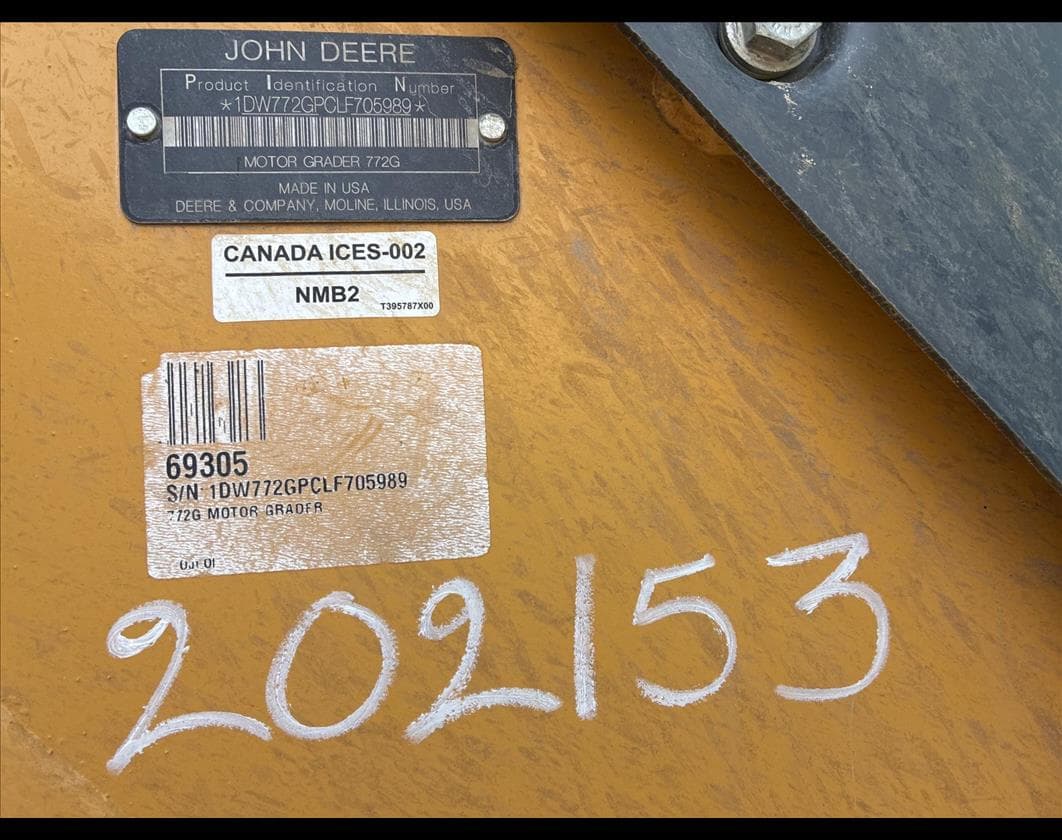 JOHN DEERE
Product Identification Number
*1DW772GPCLF705989*
MOTOR GRADER 772G
MADE IN USA
DEERE & COMPANY, MOLINE, ILLINOIS, USA
CANADA ICES-002
NMB2
T395787X00
69305
S/N 1DW772GPCLF705989
772G MOTOR GRADER
202153